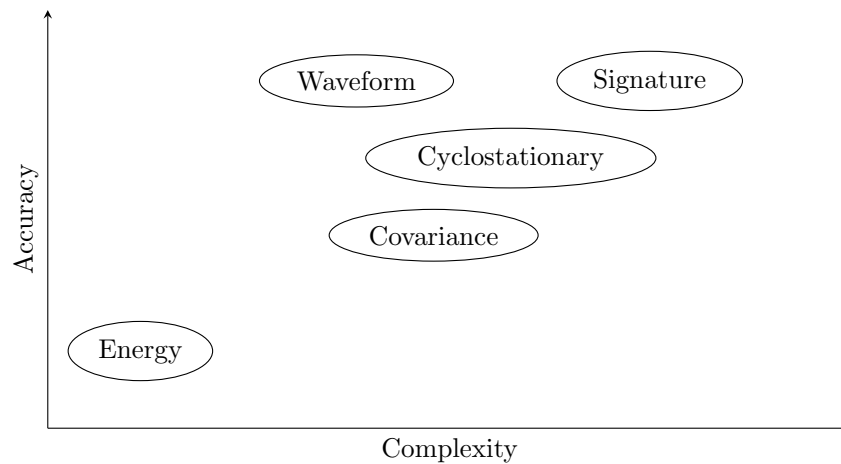 Waveform
Signature
Cyclostationary
Covariance
Energy
Accuracy
Complexity